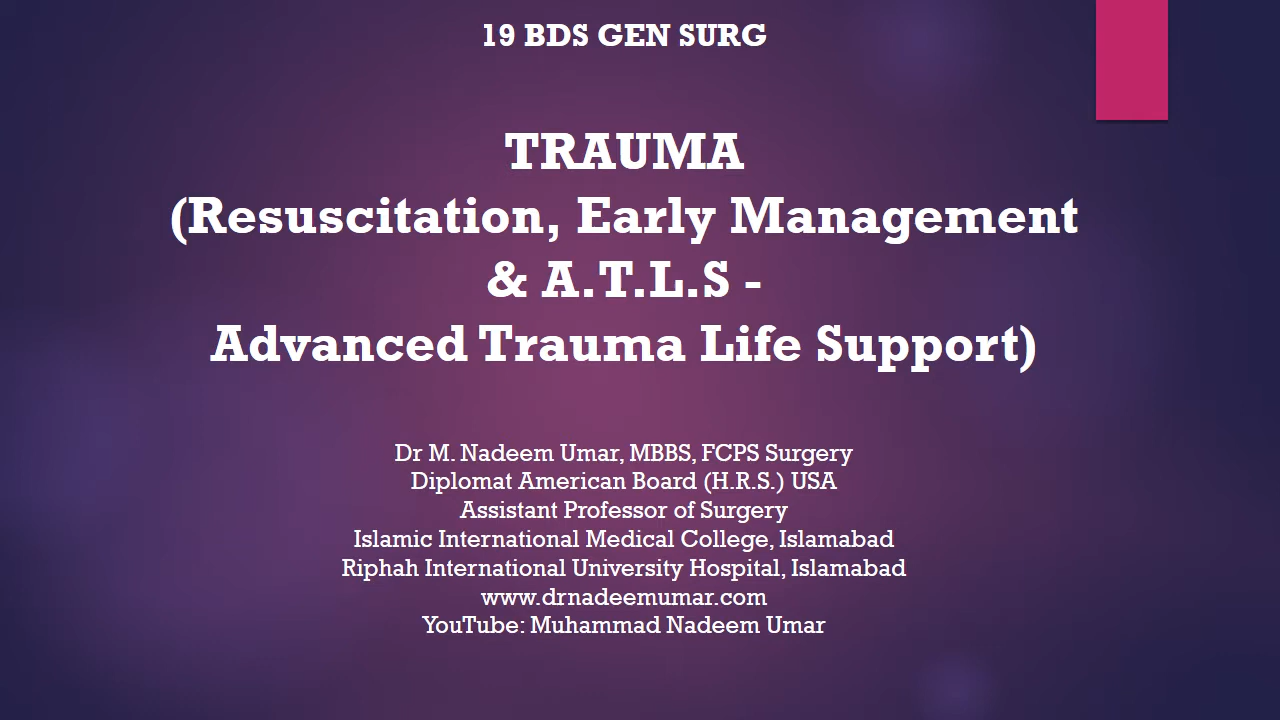 19 BDS GEN SURG
TRAUMA
(Resuscitation, Early Management
& A.T.L.S -
Advanced Trauma Life Support)
Dr M. Nadeem Umar, MBBS, FCPS Surgery
Diplomat American Board (H.R.S.) USA
Assistant Professor of Surgery
Islamic International Medical College, Islamabad
Riphah International University Hospital, Islamabad
www.drnadeemumar.com
YouTube: Muhammad Nadeem Umar